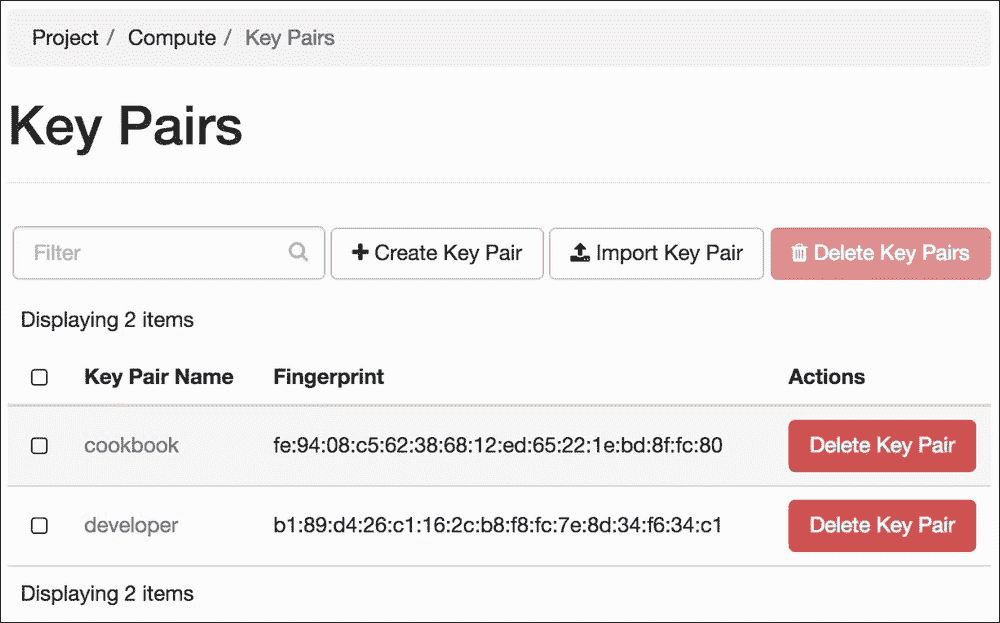 Project / Compute / Key Pairs
Key Pairs
Filter Create Key Pair Import Key Pair Delete Key Pairs
Displaying 2 items
Key Pair Name Fingerprint Actions
cookbook fe:94:08:c5:62:38:68:12:ed:65:22:1e:bd:8f:fc:80 Delete Key Pair
developer b1:89:d4:26:c1:16:2c:b8:f8:fc:7e:8d:34:f6:34:c1 Delete Key Pair
Displaying 2 items